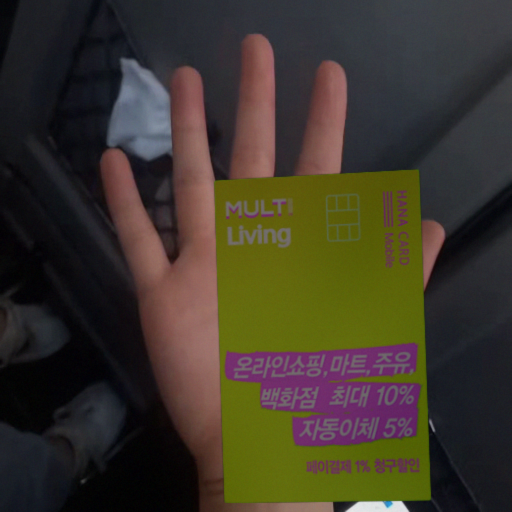 MULTI
Living
HANA CARD
Mobile
온라인쇼핑,마트,주유,
백화점 최대 10%
자동이체 5%
페이결제 1% 청구할인